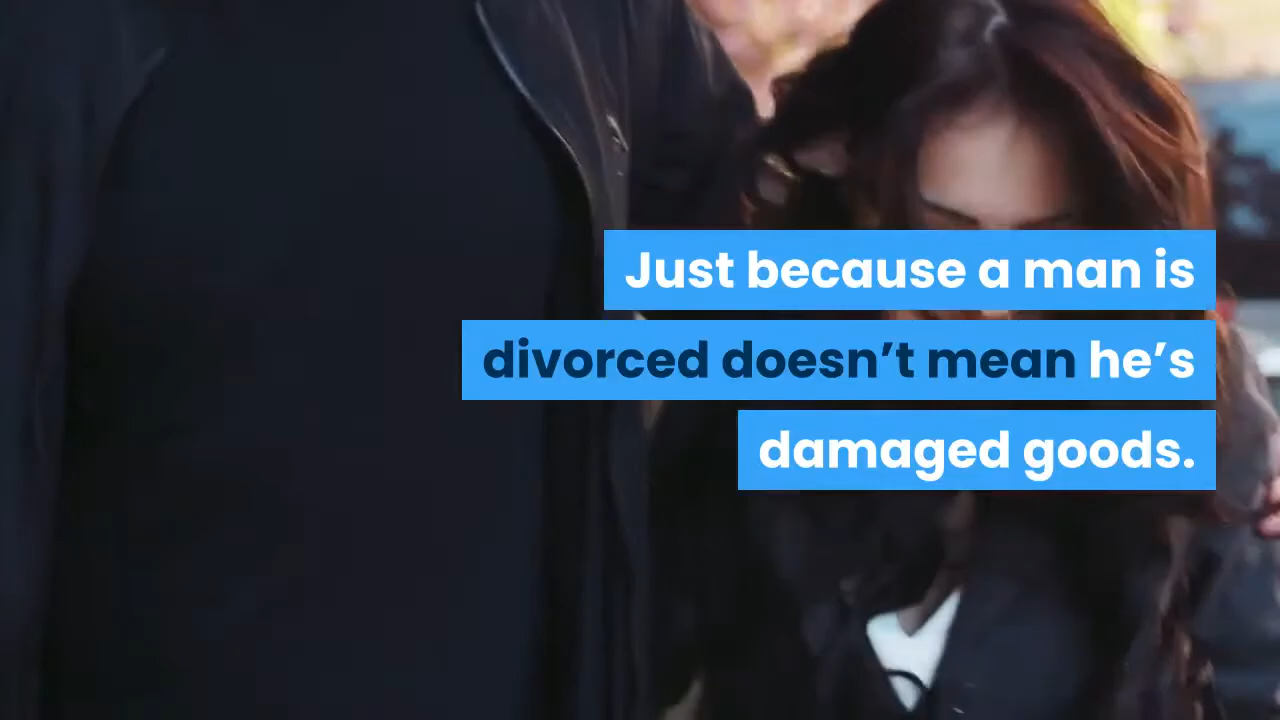 Just because a man is
divorced doesn’t mean he’s
damaged goods.